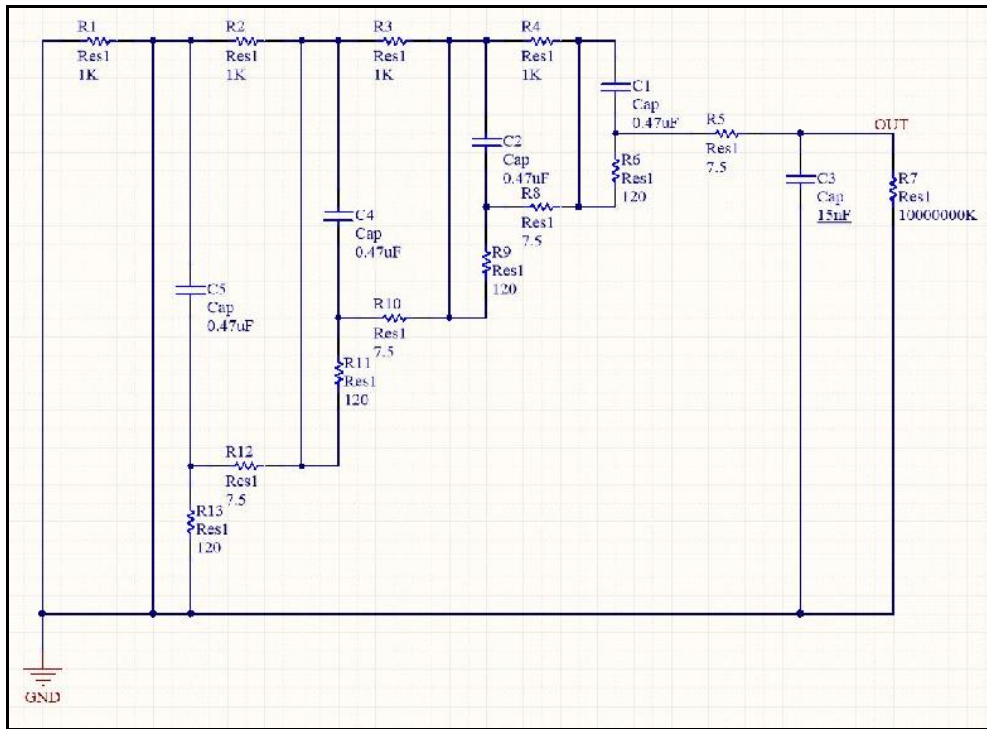 R1
Res1
1K
R2
Res1
1K
R3
Res1
1K
R4
Res1
1K
C1
Cap
0.47uF
R5
Res1
7.5
OUT
C2
Cap
0.47uF
R6
Res1
120
C3
Cap
15nF
R7
Res1
10000000K
R8
Res1
7.5
C4
Cap
0.47uF
R9
Res1
120
C5
Cap
0.47uF
R10
Res1
7.5
R11
Res1
120
R12
Res1
7.5
R13
Res1
120
GND